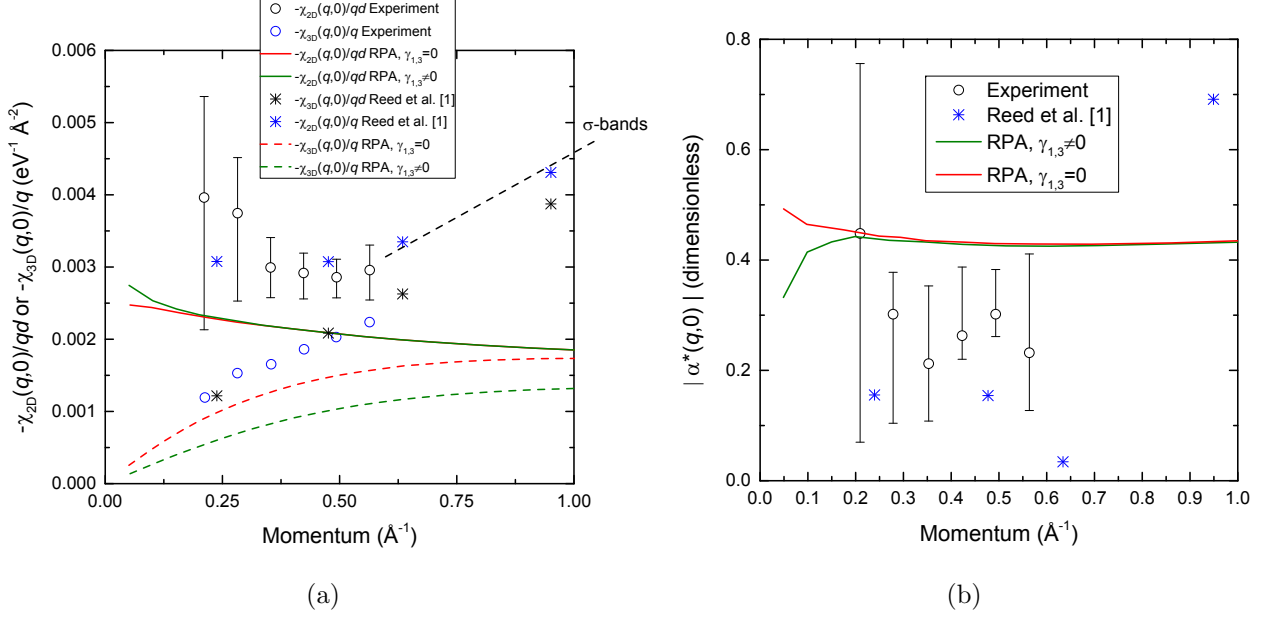 -χ2D(q,0)/qd Experiment
-χ3D(q,0)/q Experiment
-χ2D(q,0)/qd RPA, γ1,3=0
-χ2D(q,0)/qd RPA, γ1,3≠0
-χ3D(q,0)/qd Reed et al. [1]
-χ2D(q,0)/q Reed et al. [1]
-χ3D(q,0)/q RPA, γ1,3=0
-χ3D(q,0)/q RPA, γ1,3≠0
σ-bands
0.006
0.005
0.004
0.003
0.002
0.001
0.000
-χ2D(q,0)/qd or -χ3D(q,0)/q (eV-1 Å-2)
0.00 0.25 0.50 0.75 1.00
Momentum (Å-1)
(a)
Experiment
Reed et al. [1]
RPA, γ1,3≠0
RPA, γ1,3=0
0.8
0.6
0.4
0.2
0.0
| α*(q,0) | (dimensionless)
0.0 0.1 0.2 0.3 0.4 0.5 0.6 0.7 0.8 0.9 1.0
Momentum (Å-1)
(b)